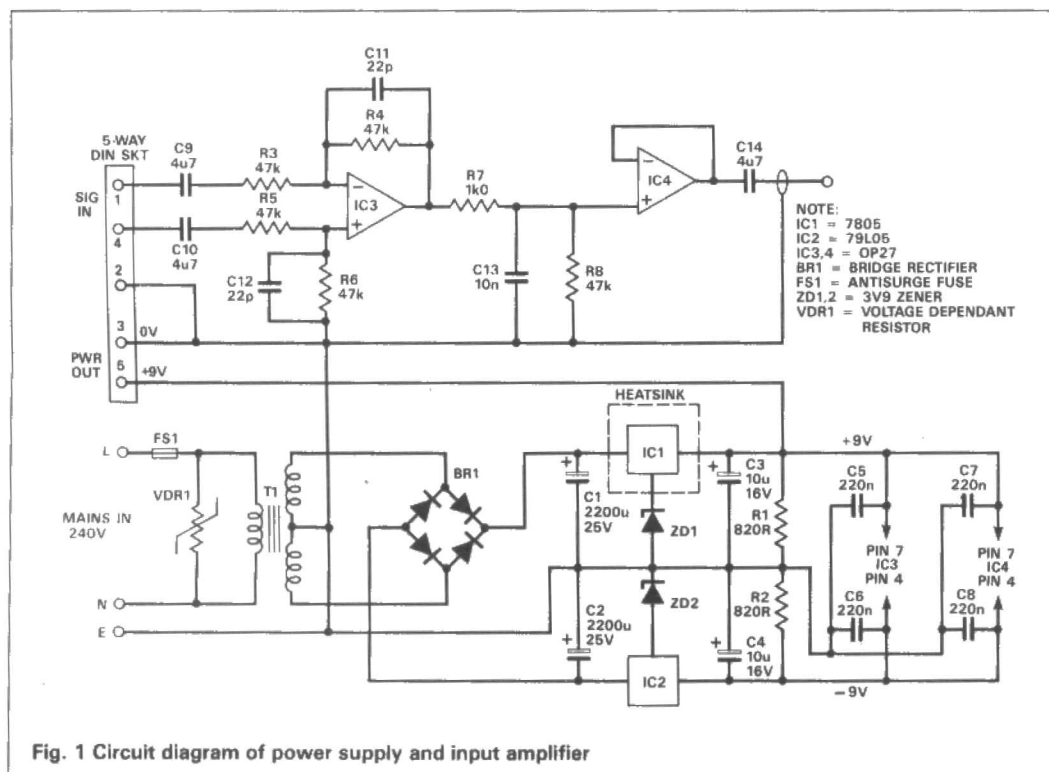 C11
22p
R4
47k
5-WAY
DIN SKT
C9
4u7
R3
47k
1
SIG
IN
R5
47k
4
C10
4u7
2
3
0V
PWR
OUT
5
+9V
−
+
IC3
R7
1k0
C12
22p
R6
47k
C13
10n
R8
47k
−
+
IC4
C14
4u7
NOTE:
IC1 = 7805
IC2 = 79L05
IC3,4 = OP27
BR1 = BRIDGE RECTIFIER
FS1 = ANTISURGE FUSE
ZD1,2 = 3V9 ZENER
VDR1 = VOLTAGE DEPENDANT
RESISTOR
L
FS1
VDR1
MAINS IN
240V
T1
N
E
BR1
HEATSINK
IC1
+
C1
2200u
25V
+
C2
2200u
25V
ZD1
ZD2
IC2
+
C3
10u
16V
+
C4
10u
16V
R1
820R
R2
820R
+9V
C5
220n
C7
220n
PIN 7
IC3
PIN 4
PIN 7
IC4
PIN 4
C6
220n
C8
220n
−9V
Fig. 1 Circuit diagram of power supply and input amplifier